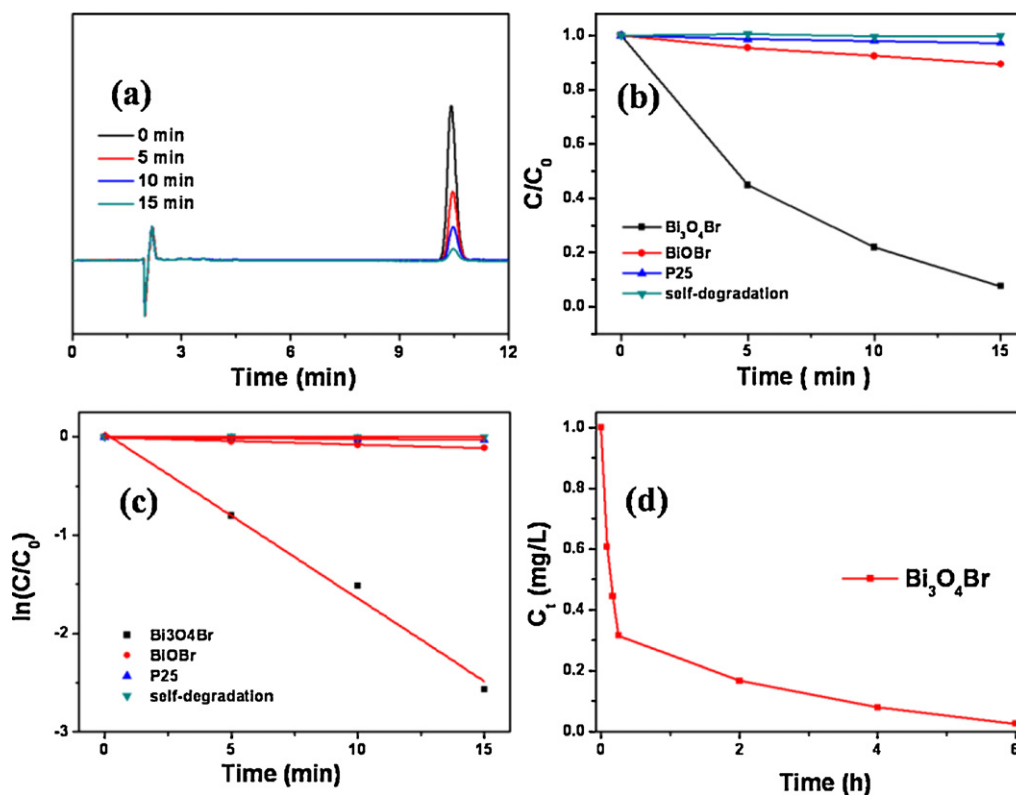 (a)
0 min
5 min
10 min
15 min
0 3 6 9 12
Time (min)
(b)
C/C0
1.0
0.8
0.6
0.4
0.2
0.0
Bi3O4Br
BiOBr
P25
self-degradation
0 5 10 15
Time ( min )
(c)
ln(C/C0)
0
-1
-2
-3
Bi3O4Br
BiOBr
P25
self-degradation
0 5 10 15
Time (min)
(d)
Ct (mg/L)
1.0
0.8
0.6
0.4
0.2
0.0
Bi3O4Br
0 2 4 6
Time (h)